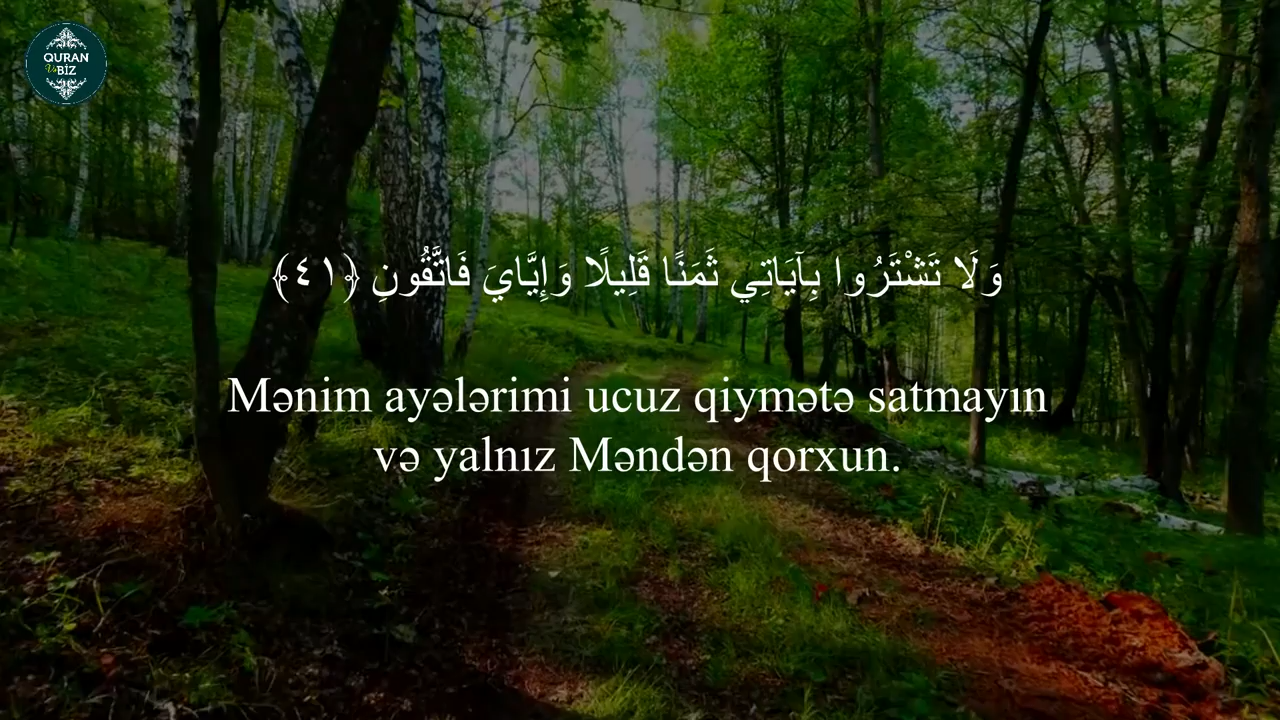 QURAN
Və BİZ
وَلَا تَشْتَرُوا بِآيَاتِي ثَمَنًا قَلِيلًا وَإِيَّايَ فَاتَّقُونِ ﴿٤١﴾
Mənim ayələrimi ucuz qiymətə satmayın
və yalnız Məndən qorxun.